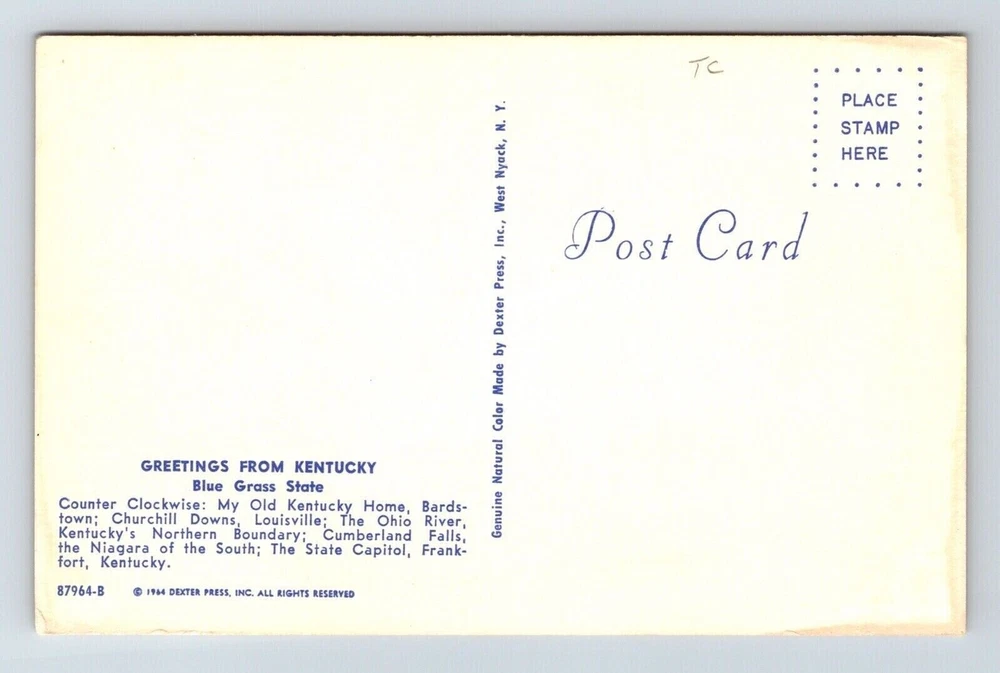 GREETINGS FROM KENTUCKY
Blue Grass State
Counter Clockwise: My Old Kentucky Home, Bards-
town; Churchill Downs, Louisville; The Ohio River,
Kentucky's Northern Boundary; Cumberland Falls,
the Niagara of the South; The State Capitol, Frank-
fort, Kentucky.
87964-B © 1964 DEXTER PRESS, INC. ALL RIGHTS RESERVED
Genuine Natural Color Made by Dexter Press, Inc., West Nyack, N. Y.
TC
PLACE
STAMP
HERE
Post Card